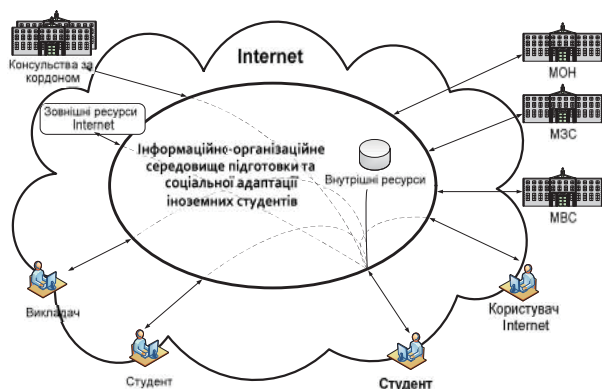 Internet
Консульства за
кордоном
МОН
Зовнішні ресурси
Internet
МЗС
Інформаційно-організаційне
середовище підготовки та
соціальної адаптації
іноземних студентів
Внутрішні ресурси
МВС
Викладач
Користувач
Internet
Студент
Студент